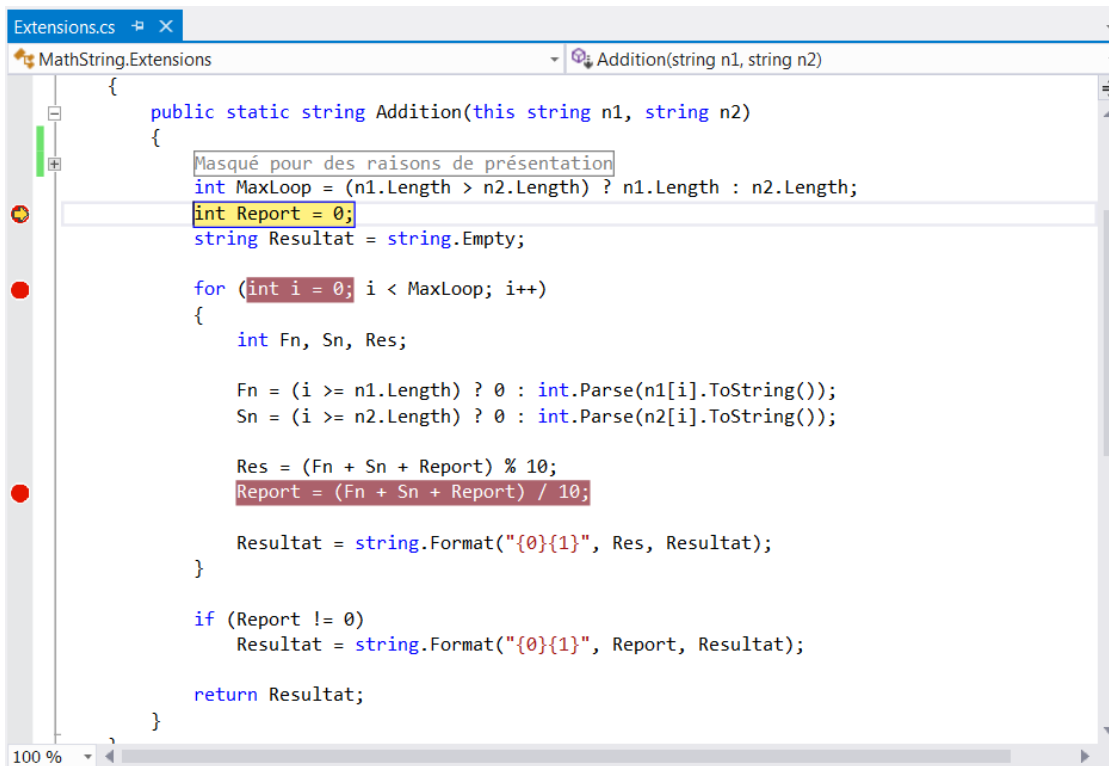 Extensions.cs
MathString.Extensions
Addition(string n1, string n2)
{
public static string Addition(this string n1, string n2)
{
Masqué pour des raisons de présentation
int MaxLoop = (n1.Length > n2.Length) ? n1.Length : n2.Length;
int Report = 0;
string Resultat = string.Empty;
for (int i = 0; i < MaxLoop; i++)
{
int Fn, Sn, Res;
Fn = (i >= n1.Length) ? 0 : int.Parse(n1[i].ToString());
Sn = (i >= n2.Length) ? 0 : int.Parse(n2[i].ToString());
Res = (Fn + Sn + Report) % 10;
Report = (Fn + Sn + Report) / 10;
Resultat = string.Format("{0}{1}", Res, Resultat);
}
if (Report != 0)
Resultat = string.Format("{0}{1}", Report, Resultat);
return Resultat;
}
100 %